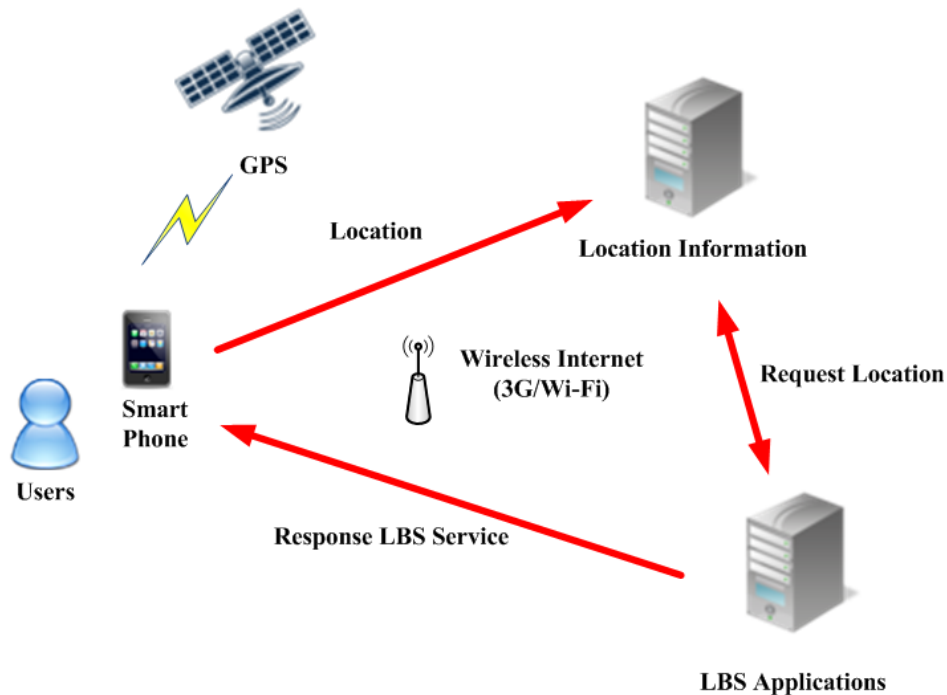 GPS
Location
Location Information
Wireless Internet
(3G/Wi-Fi)
Request Location
Smart
Phone
Users
Response LBS Service
LBS Applications